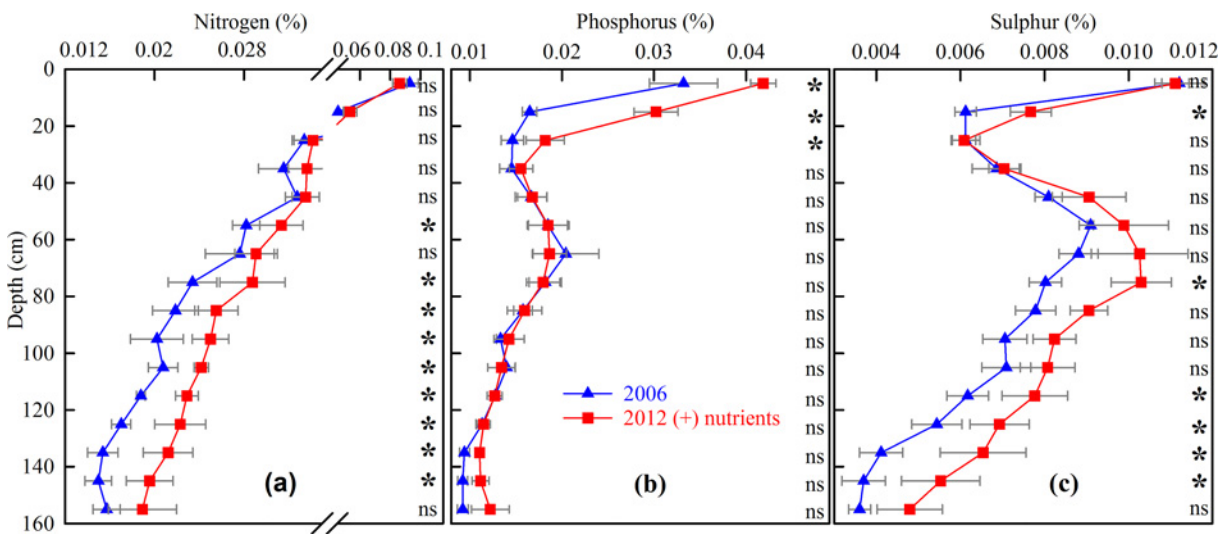 Nitrogen (%)
0.012 0.02 0.028 0.06 0.08 0.1
Depth (cm)
0
20
40
60
80
100
120
140
160
ns
ns
ns
ns
ns
*
ns
*
*
*
*
*
*
*
*
ns
(a)
Phosphorus (%)
0.01 0.02 0.03 0.04
*
*
*
ns
ns
ns
ns
ns
ns
ns
ns
ns
ns
ns
ns
ns
2006
2012 (+) nutrients
(b)
Sulphur (%)
0.004 0.006 0.008 0.010 0.012
ns
*
ns
ns
ns
ns
ns
*
ns
ns
ns
*
*
*
*
ns
(c)